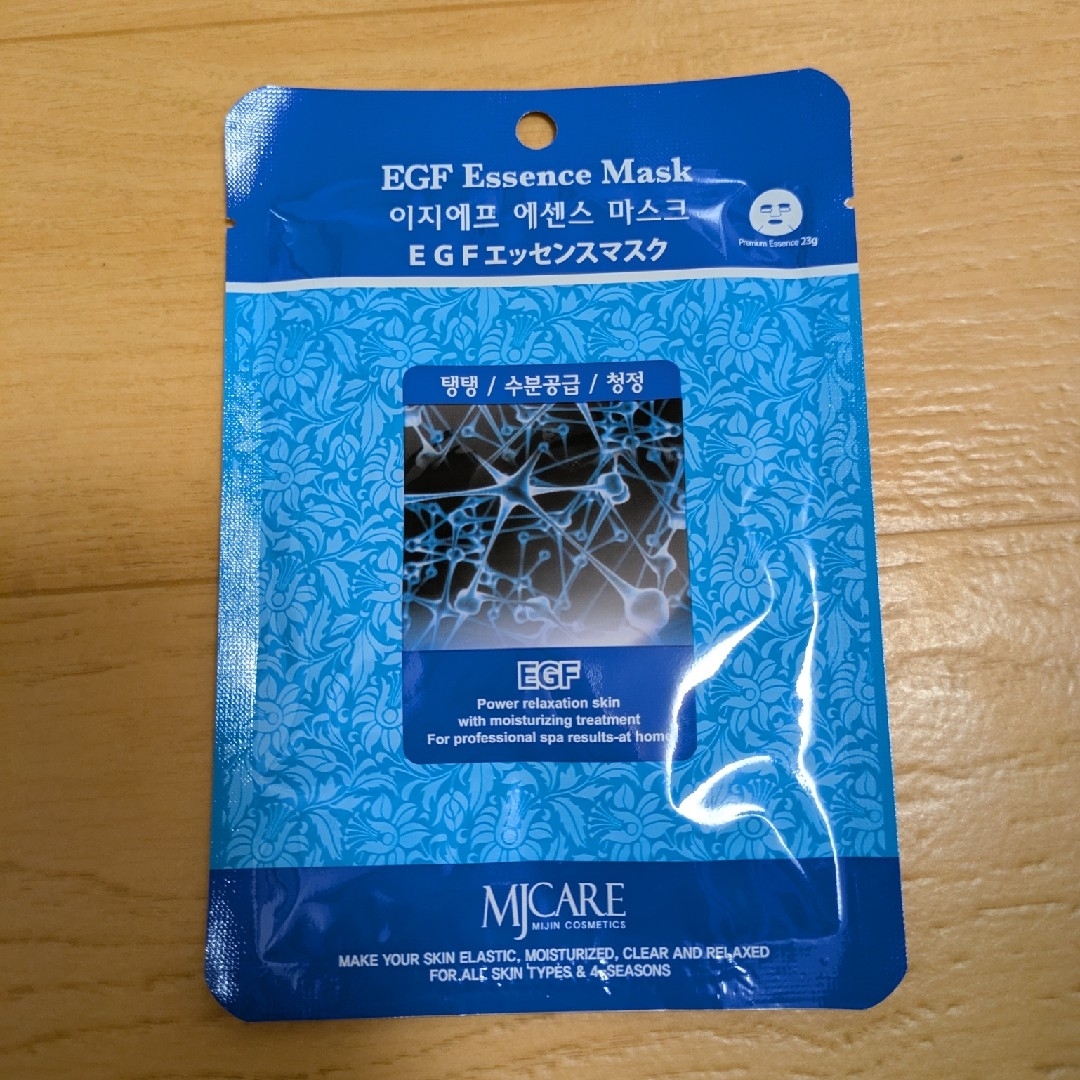 EGF Essence Mask
이지에프 에센스 마스크
EGFエッセンスマスク
Premium Essence 23g
탱탱 / 수분공급 / 청정
EGF
Power relaxation skin
with moisturizing treatment
For professional spa results-at home
MJCARE
MIJIN COSMETICS
MAKE YOUR SKIN ELASTIC, MOISTURIZED, CLEAR AND RELAXED
FOR ALL SKIN TYPES & 4 SEASONS